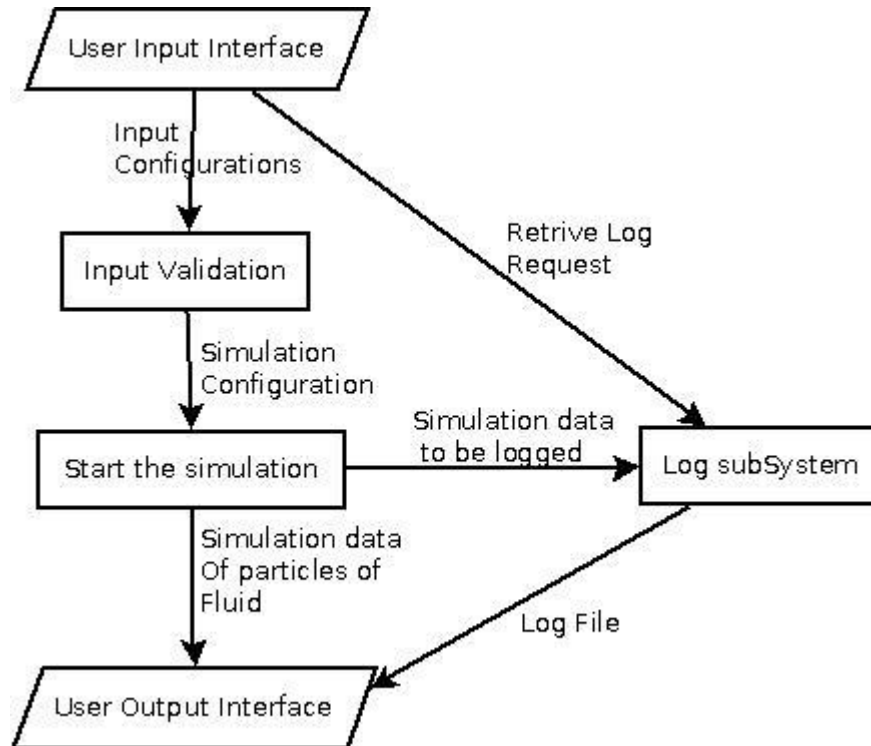 User Input Interface
Input
Configurations
Retrive Log
Request
Input Validation
Simulation
Configuration
Simulation data
to be logged
Start the simulation
Log subSystem
Simulation data
Of particles of
Fluid
Log File
User Output Interface